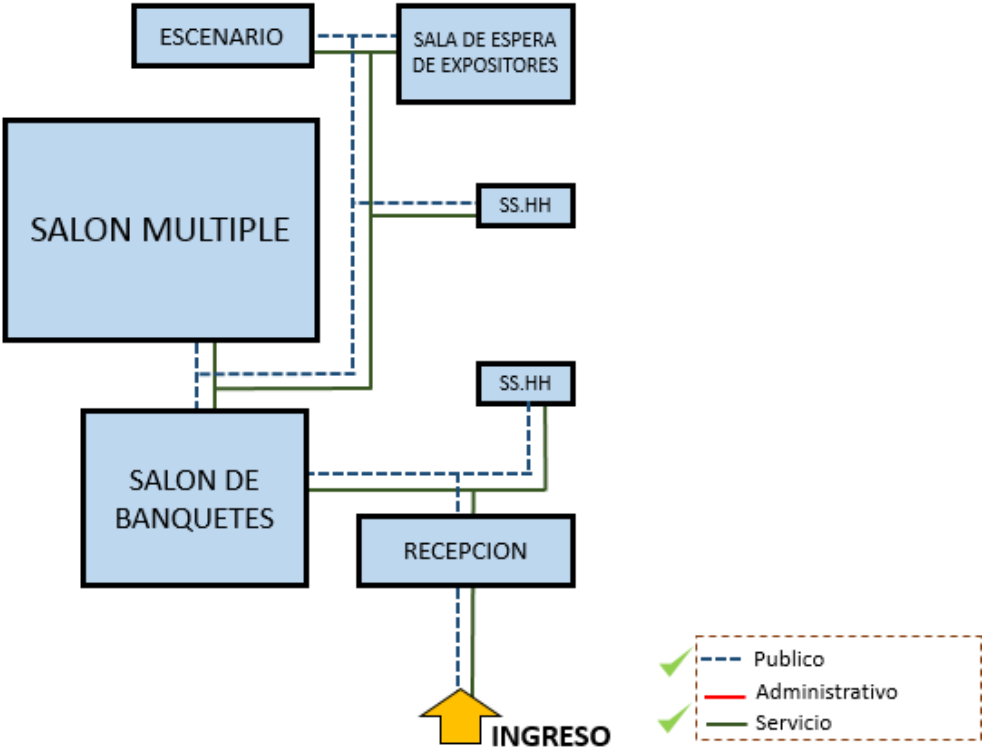 ESCENARIO
SALA DE ESPERA
DE EXPOSITORES
SALON MULTIPLE
SS.HH
SS.HH
SALON DE
BANQUETES
RECEPCION
INGRESO
Publico
Administrativo
Servicio